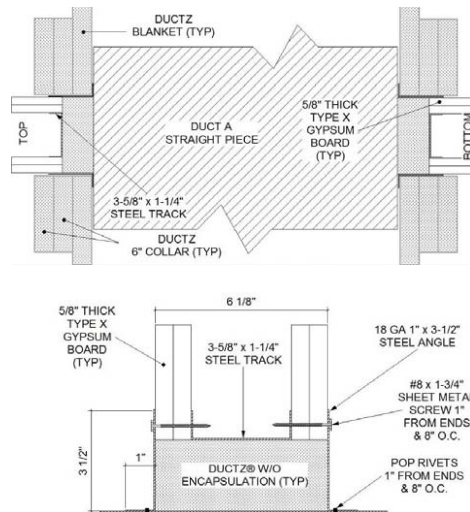 DUCTZ
BLANKET (TYP)
5/8" THICK
TYPE X
GYPSUM
BOARD
(TYP)
DUCT A
STRAIGHT PIECE
TOP
BOTTOM
3-5/8" x 1-1/4"
STEEL TRACK
DUCTZ
6" COLLAR (TYP)
6 1/8"
5/8" THICK
TYPE X
GYPSUM
BOARD
(TYP)
3-5/8" x 1-1/4"
STEEL TRACK
18 GA 1" x 3-1/2"
STEEL ANGLE
#8 x 1-3/4"
SHEET METAL
SCREW 1"
FROM ENDS
& 8" O.C.
3 1/2"
1"
DUCTZ® W/O
ENCAPSULATION (TYP)
POP RIVETS
1" FROM ENDS
& 8" O.C.